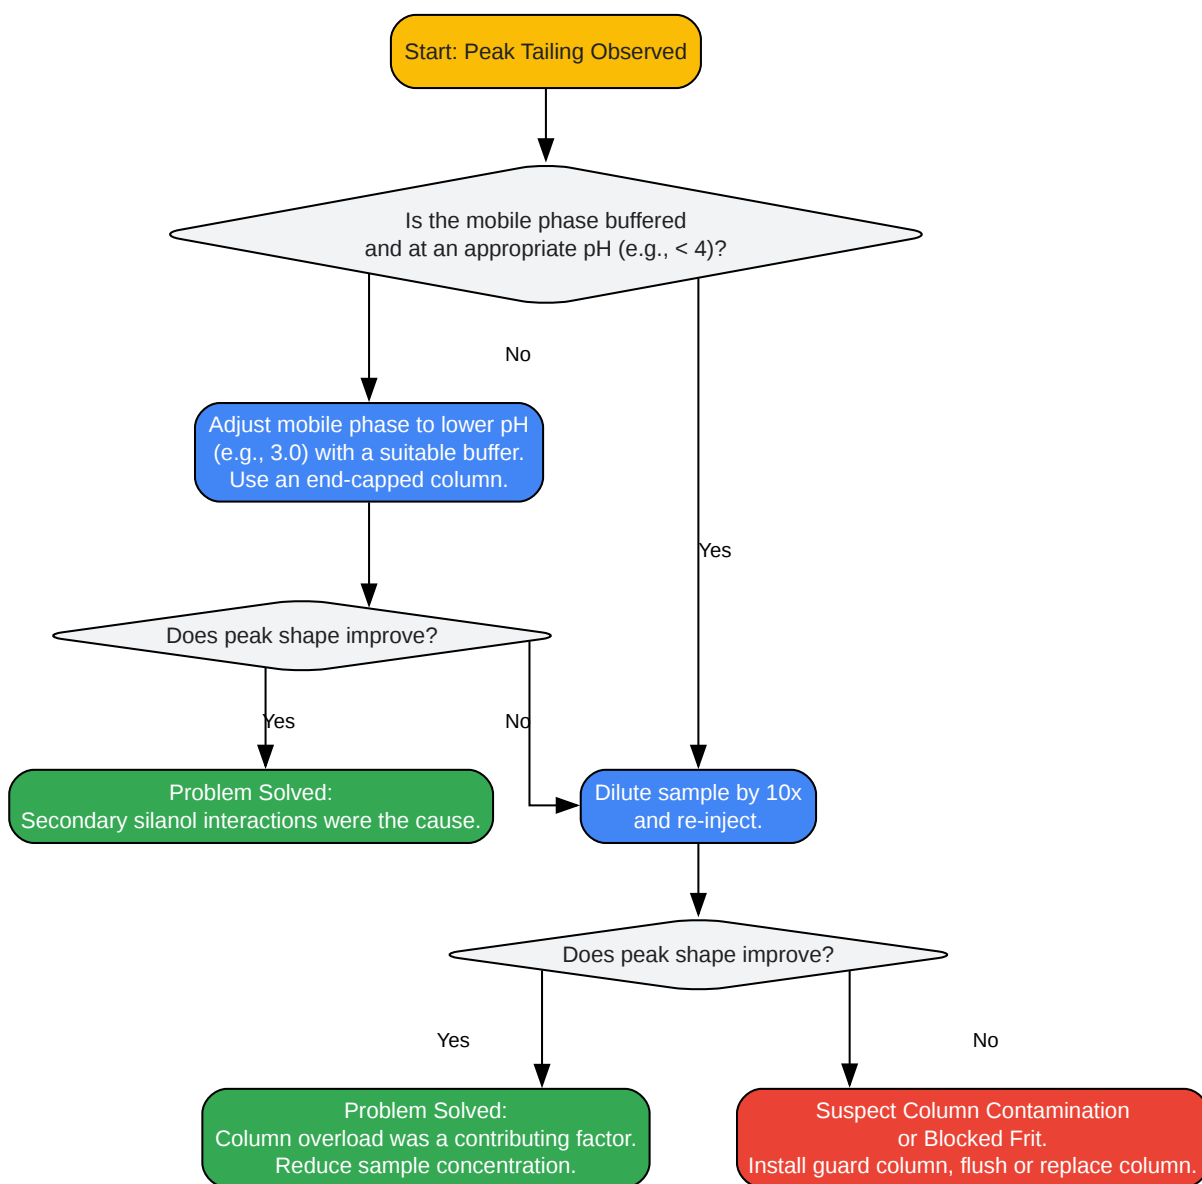 Start: Peak Tailing Observed
Is the mobile phase buffered
and at an appropriate pH (e.g., < 4)?
No
Adjust mobile phase to lower pH
(e.g., 3.0) with a suitable buffer.
Use an end-capped column.
Yes
Does peak shape improve?
Yes
No
Problem Solved:
Secondary silanol interactions were the cause.
Dilute sample by 10x
and re-inject.
Does peak shape improve?
Yes
No
Problem Solved:
Column overload was a contributing factor.
Reduce sample concentration.
Suspect Column Contamination
or Blocked Frit.
Install guard column, flush or replace column.